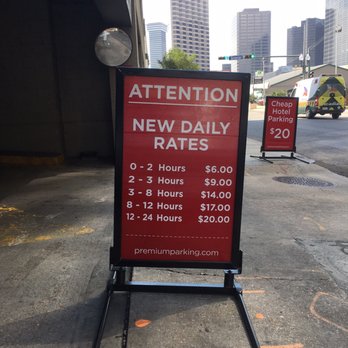 ATTENTION
NEW DAILY
RATES
0 - 2 Hours $6.00
2 - 3 Hours $9.00
3 - 8 Hours $14.00
8 - 12 Hours $17.00
12 - 24 Hours $20.00
premiumparking.com
Cheap
Hotel
Parking
$20